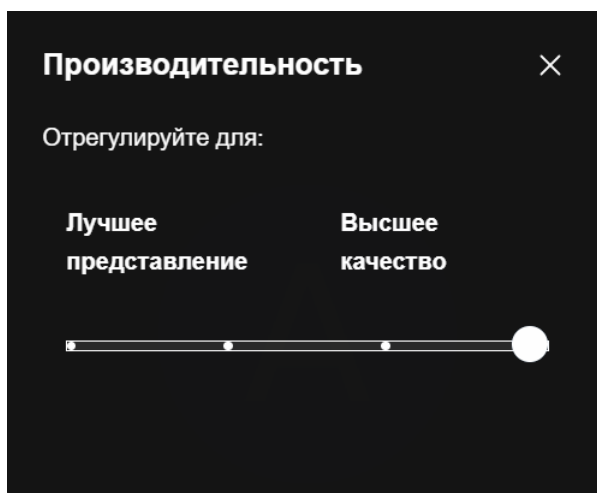 Производительность
Отрегулируйте для:
Лучшее
представление
Высшее
качество